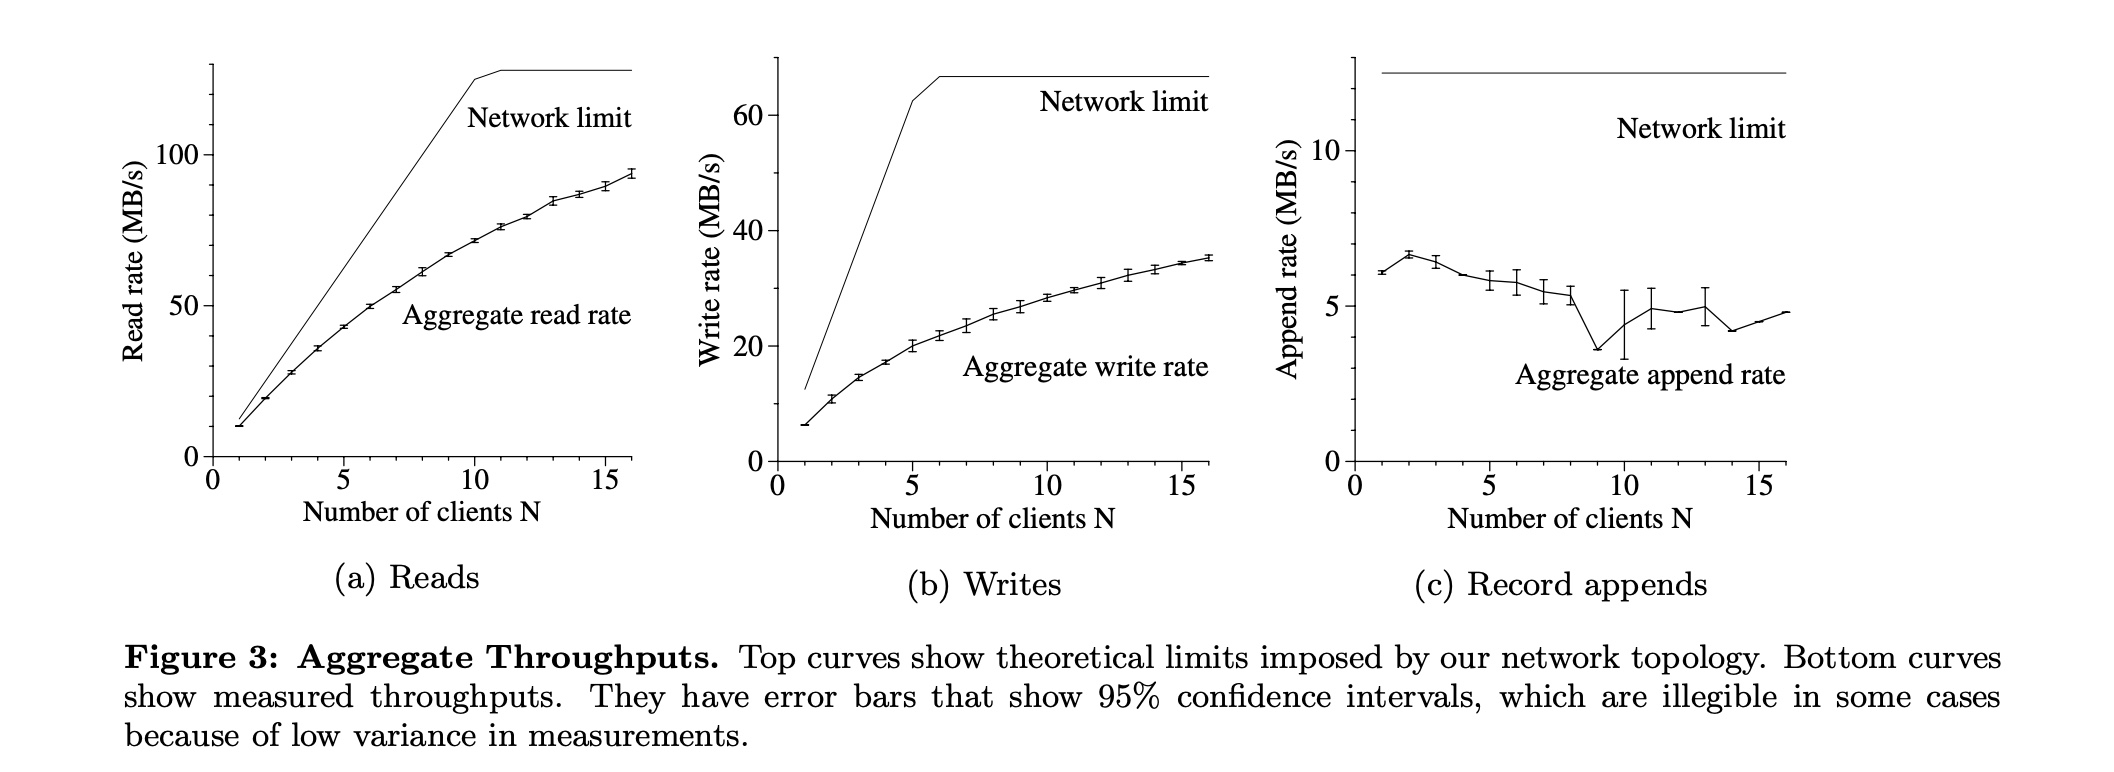 Read rate (MB/s)
100
50
0
Network limit
Aggregate read rate
0 5 10 15
Number of clients N
(a) Reads
Write rate (MB/s)
60
40
20
0
Network limit
Aggregate write rate
0 5 10 15
Number of clients N
(b) Writes
Append rate (MB/s)
10
5
0
Network limit
Aggregate append rate
0 5 10 15
Number of clients N
(c) Record appends
Figure 3: Aggregate Throughputs. Top curves show theoretical limits imposed by our network topology. Bottom curves
show measured throughputs. They have error bars that show 95% confidence intervals, which are illegible in some cases
because of low variance in measurements.